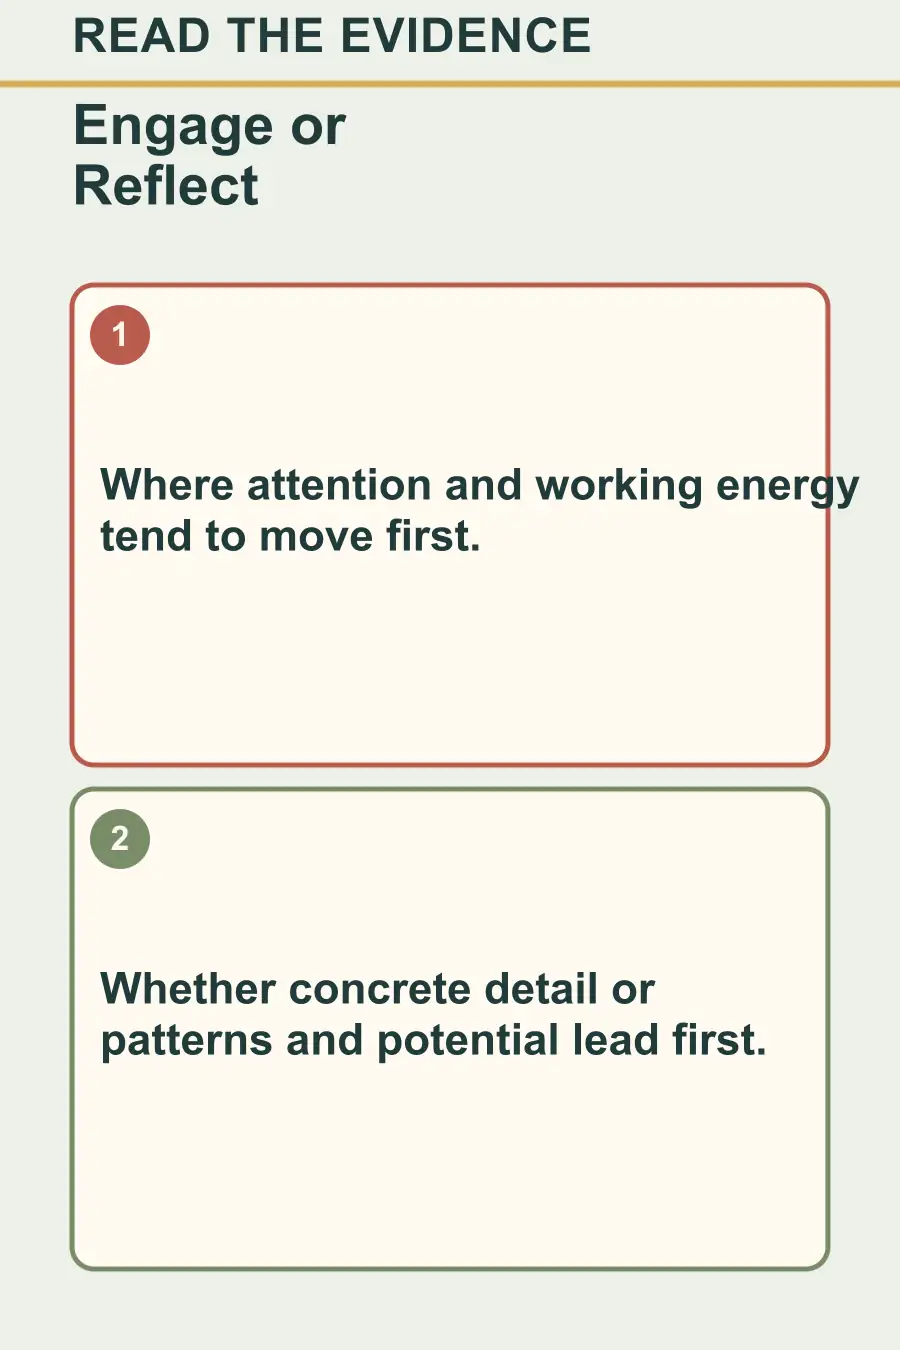 READ THE EVIDENCE
Engage or
Reflect
1
Where attention and working energy
tend to move first.
2
Whether concrete detail or
patterns and potential lead first.